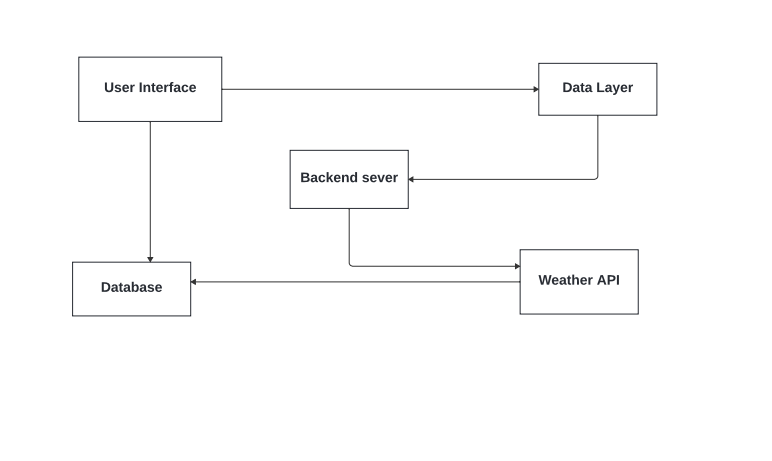 User Interface
Data Layer
Backend sever
Weather API
Database